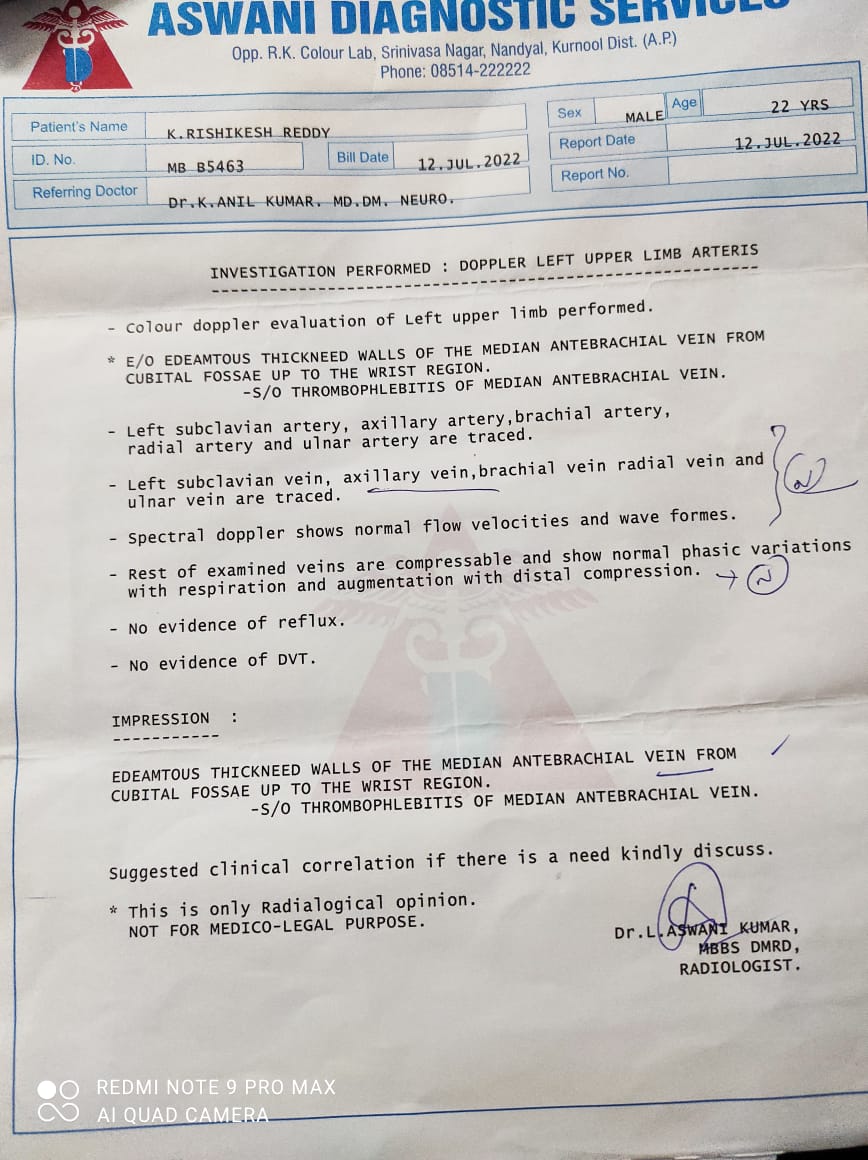 ASWANI DIAGNOSTIC SERVICES
Opp. R.K. Colour Lab, Srinivasa Nagar, Nandyal, Kurnool Dist. (A.P.)
Phone: 08514-222222
Patient's Name K.RISHIKESH REDDY Sex MALE Age 22 YRS
ID. No. MB B5463 Bill Date 12.JUL.2022 Report Date 12.JUL.2022
Referring Doctor Dr.K.ANIL KUMAR. MD.DM. NEURO. Report No.
INVESTIGATION PERFORMED : DOPPLER LEFT UPPER LIMB ARTERIS
- Colour doppler evaluation of Left upper limb performed.
* E/O EDEAMTOUS THICKNEED WALLS OF THE MEDIAN ANTEBRACHIAL VEIN FROM
CUBITAL FOSSAE UP TO THE WRIST REGION.
-S/O THROMBOPHLEBITIS OF MEDIAN ANTEBRACHIAL VEIN.
- Left subclavian artery, axillary artery,brachial artery,
radial artery and ulnar artery are traced.
- Left subclavian vein, axillary vein,brachial vein radial vein and
ulnar vein are traced.
- Spectral doppler shows normal flow velocities and wave formes.
- Rest of examined veins are compressable and show normal phasic variations
with respiration and augmentation with distal compression. → N
- No evidence of reflux.
- No evidence of DVT.
IMPRESSION :
EDEAMTOUS THICKNEED WALLS OF THE MEDIAN ANTEBRACHIAL VEIN FROM
CUBITAL FOSSAE UP TO THE WRIST REGION.
-S/O THROMBOPHLEBITIS OF MEDIAN ANTEBRACHIAL VEIN.
Suggested clinical correlation if there is a need kindly discuss.
* This is only Radialogical opinion.
NOT FOR MEDICO-LEGAL PURPOSE.
Dr.L.ASWANI KUMAR,
MBBS DMRD,
RADIOLOGIST.
REDMI NOTE 9 PRO MAX
AI QUAD CAMERA